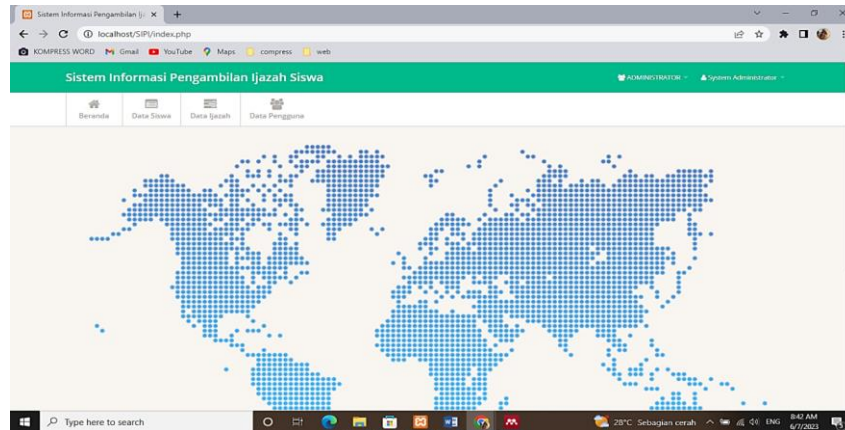 Sistem Informasi Pengambilan Ij
localhost/SIPI/index.php
KOMPRESS WORD Gmail YouTube Maps compress web
Sistem Informasi Pengambilan Ijazah Siswa ADMINISTRATOR System Administrator
Beranda Data Siswa Data Ijazah Data Pengguna
Type here to search 28°C Sebagian cerah ENG 8:42 AM
6/7/2023